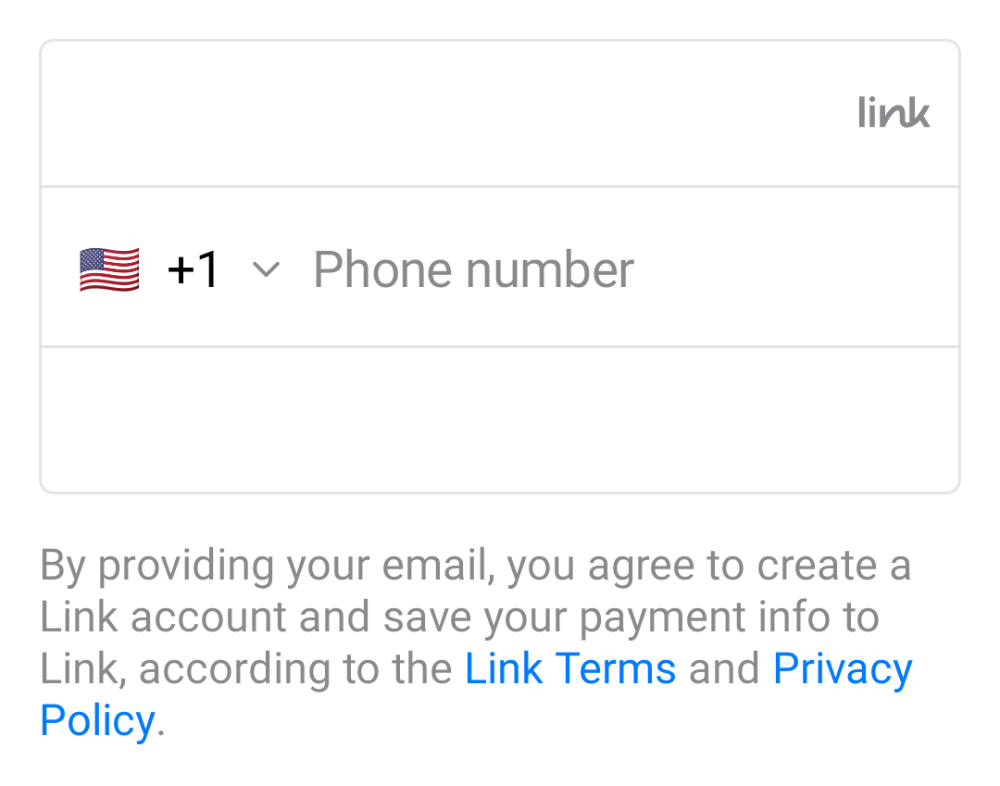 link
+1 Phone number
By providing your email, you agree to create a
Link account and save your payment info to
Link, according to the Link Terms and Privacy
Policy.